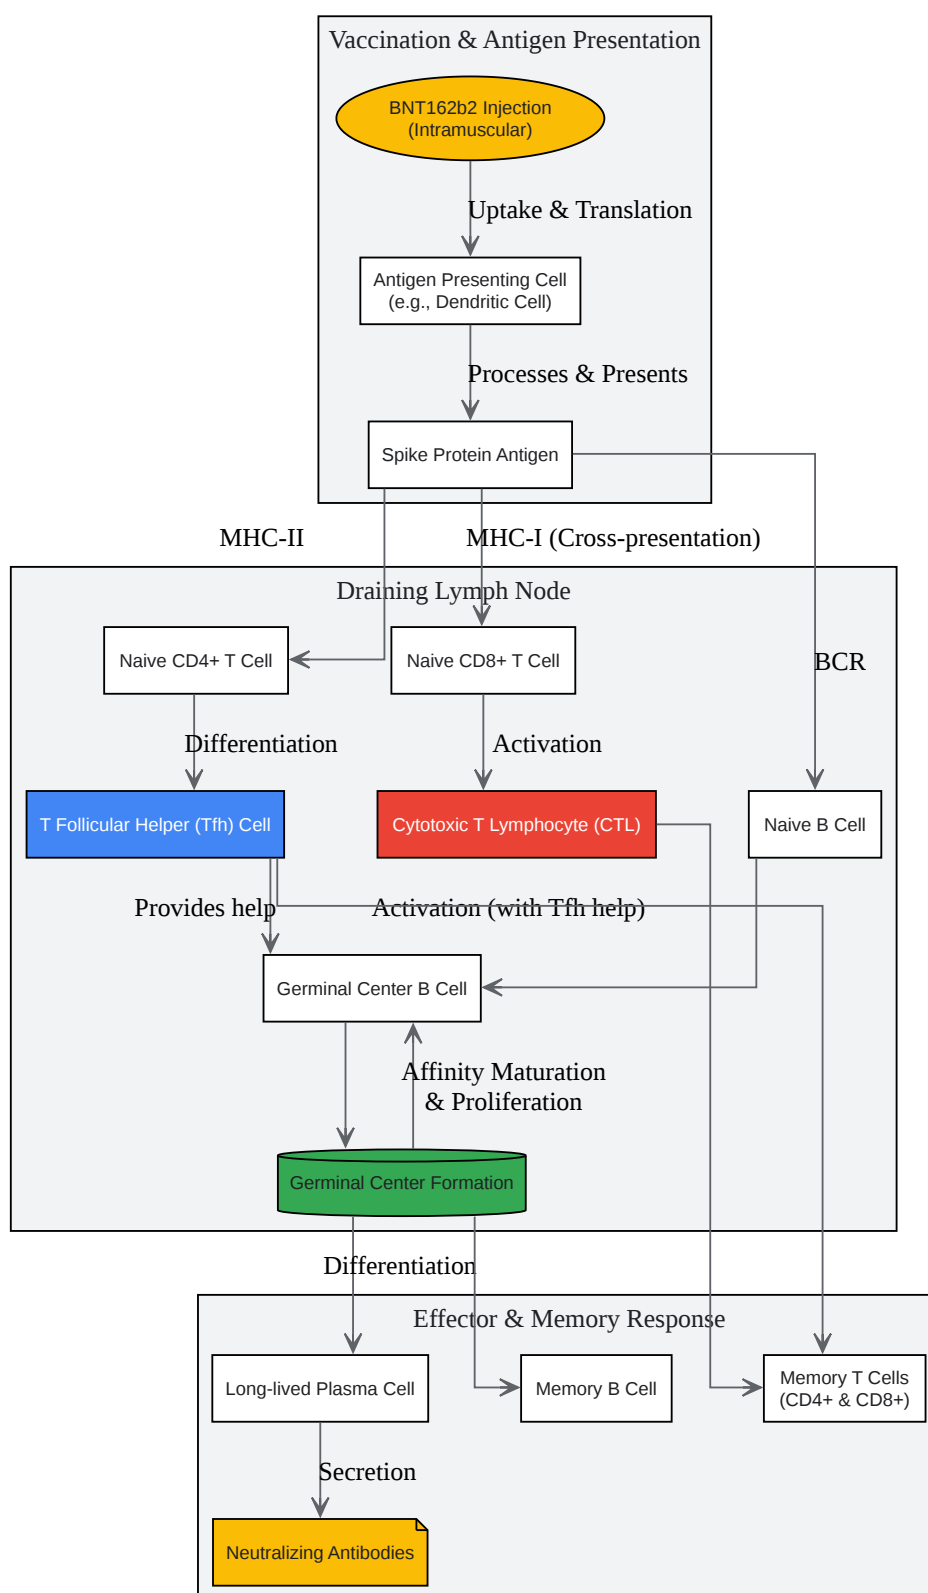 Vaccination & Antigen Presentation
BNT162b2 Injection
(Intramuscular)
Uptake & Translation
Antigen Presenting Cell
(e.g., Dendritic Cell)
Processes & Presents
Spike Protein Antigen
MHC-II
MHC-I (Cross-presentation)
Draining Lymph Node
Naive CD4+ T Cell
Naive CD8+ T Cell
BCR
Differentiation
Activation
T Follicular Helper (Tfh) Cell
Cytotoxic T Lymphocyte (CTL)
Naive B Cell
Provides help
Activation (with Tfh help)
Germinal Center B Cell
Affinity Maturation
& Proliferation
Germinal Center Formation
Differentiation
Effector & Memory Response
Long-lived Plasma Cell
Memory B Cell
Memory T Cells
(CD4+ & CD8+)
Secretion
Neutralizing Antibodies